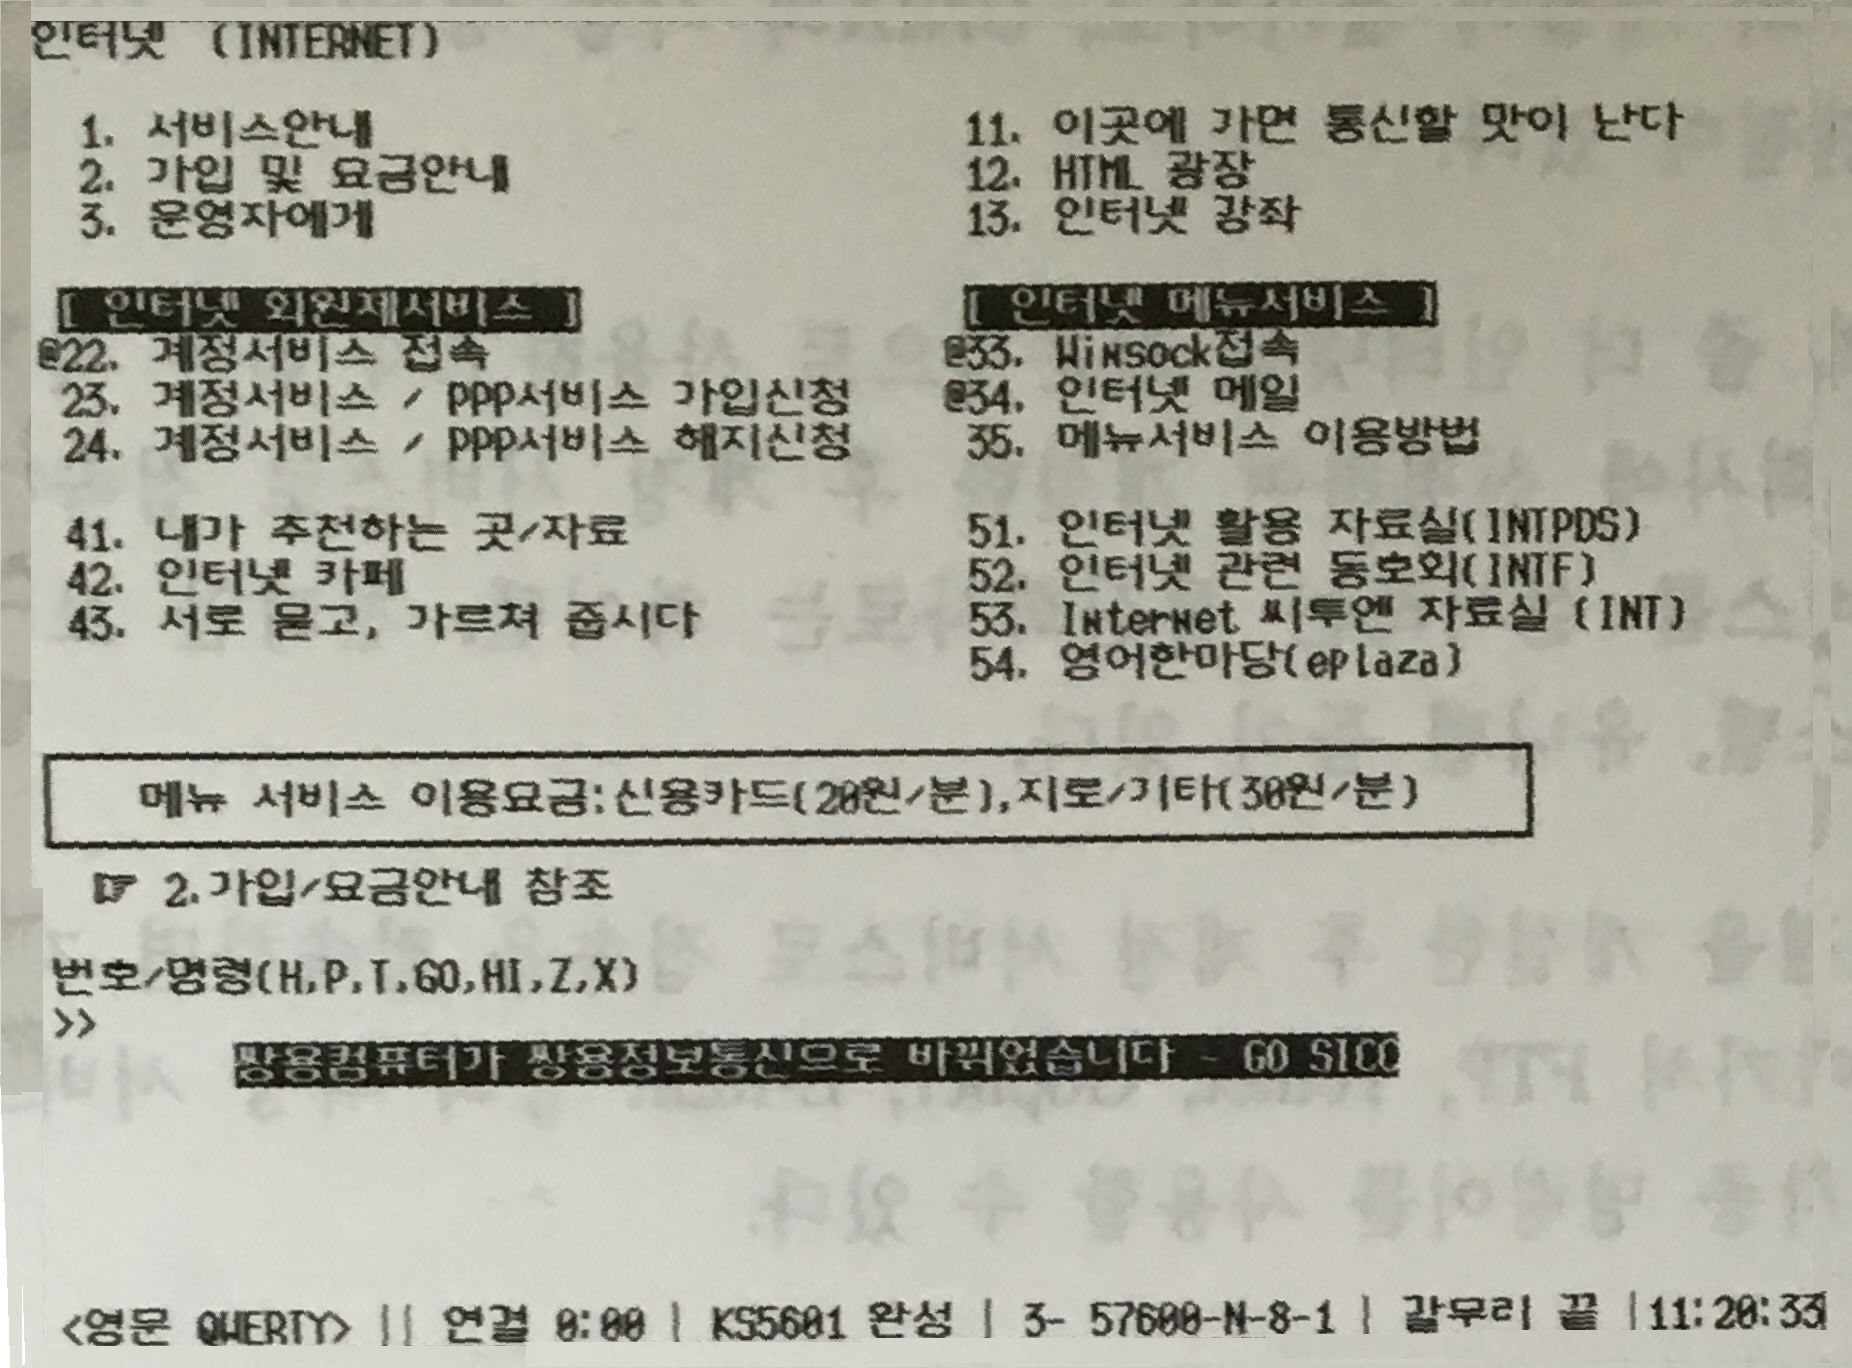 인터넷 (INTERNET)
1. 서비스안내
2. 가입 및 요금안내
3. 운영자에게
11. 이곳에 가면 통신할 맛이 난다
12. HTML 광장
13. 인터넷 강좌
[ 인터넷 회원제서비스 ]
@22. 계정서비스 접속
23. 계정서비스 / PPP서비스 가입신청
24. 계정서비스 / PPP서비스 해지신청
[ 인터넷 메뉴서비스 ]
@33. Winsock접속
@34. 인터넷 메일
35. 메뉴서비스 이용방법
41. 내가 추천하는 곳/자료
42. 인터넷 카페
43. 서로 묻고, 가르쳐 줍시다
51. 인터넷 활용 자료실(INTPDS)
52. 인터넷 관련 동호회(INTF)
53. Internet 씨투엔 자료실 (INT)
54. 영어한마당(eplaza)
메뉴 서비스 이용요금:신용카드(20원/분),지로/기타(30원/분)
☞ 2.가입/요금안내 참조
번호/명령(H,P,T,GO,HI,Z,X)
>>
쌍용컴퓨터가 쌍용정보통신으로 바뀌었습니다 - GO SICC
<영문 QWERTY> || 연결 0:00 | KS5601 완성 | 3- 57600-N-8-1 | 갈무리 끝 |11:20:33